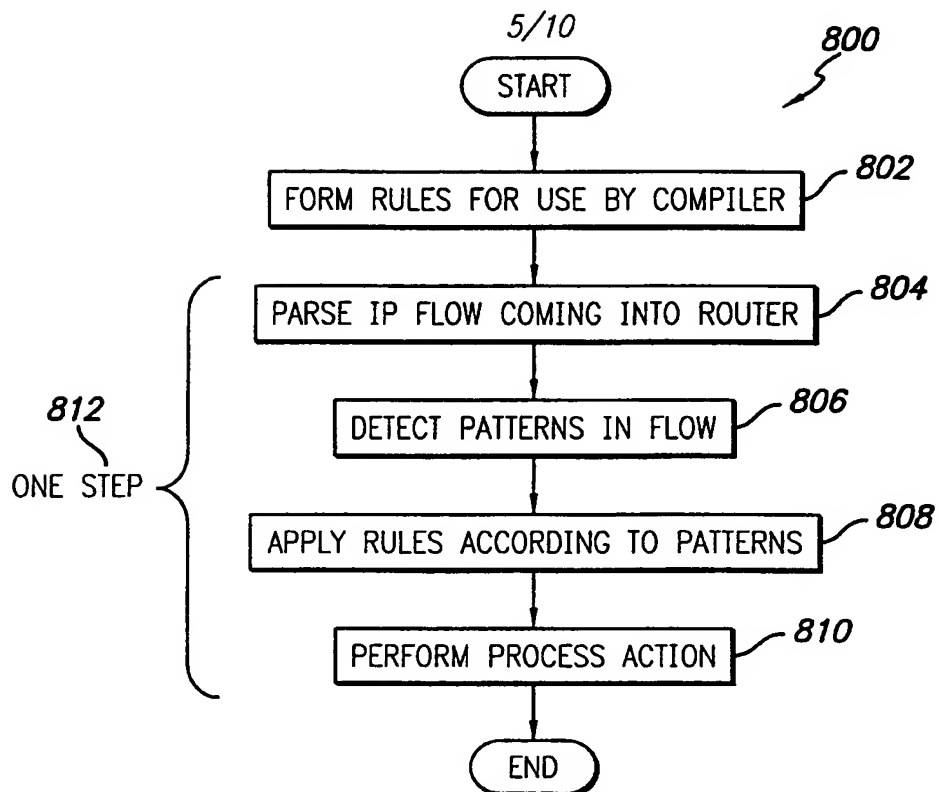 5/10
800
START
FORM RULES FOR USE BY COMPILER
802
PARSE IP FLOW COMING INTO ROUTER
804
DETECT PATTERNS IN FLOW
806
812
ONE STEP
APPLY RULES ACCORDING TO PATTERNS
808
PERFORM PROCESS ACTION
810
END